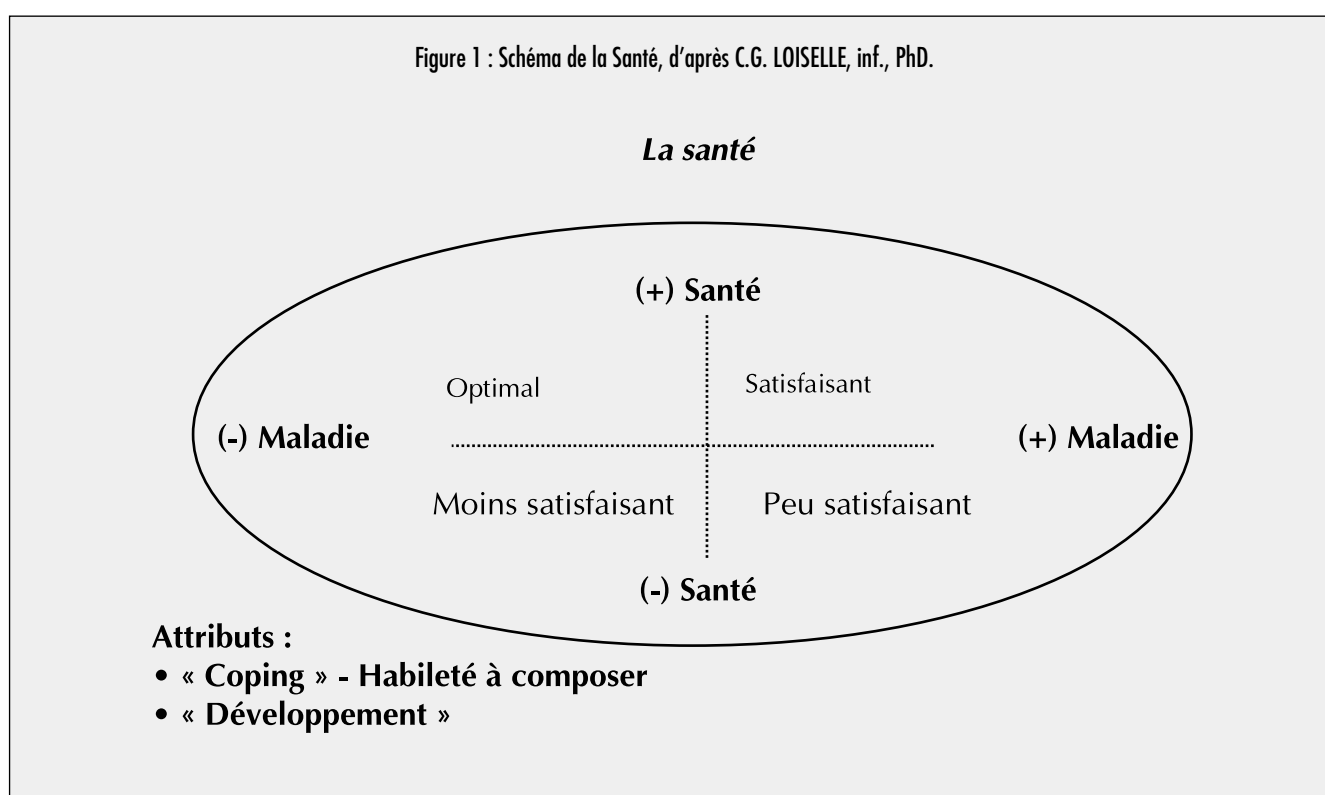 Figure 1 : Schéma de la Santé, d'après C.G. LOISELLE, inf., PhD.
La santé
(+) Santé
Optimal
Satisfaisant
(-) Maladie
(+) Maladie
Moins satisfaisant
Peu satisfaisant
(-) Santé
Attributs :
• « Coping » - Habileté à composer
• « Développement »